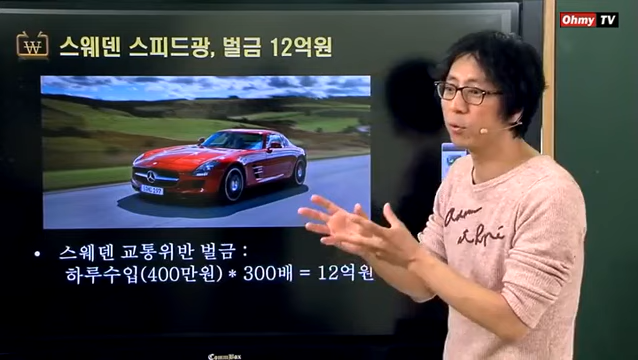 Ohmy TV
스웨덴 스피드광, 벌금 12억원
• 스웨덴 교통위반 벌금 :
하루수입(400만원) * 300배 = 12억원
CommBox